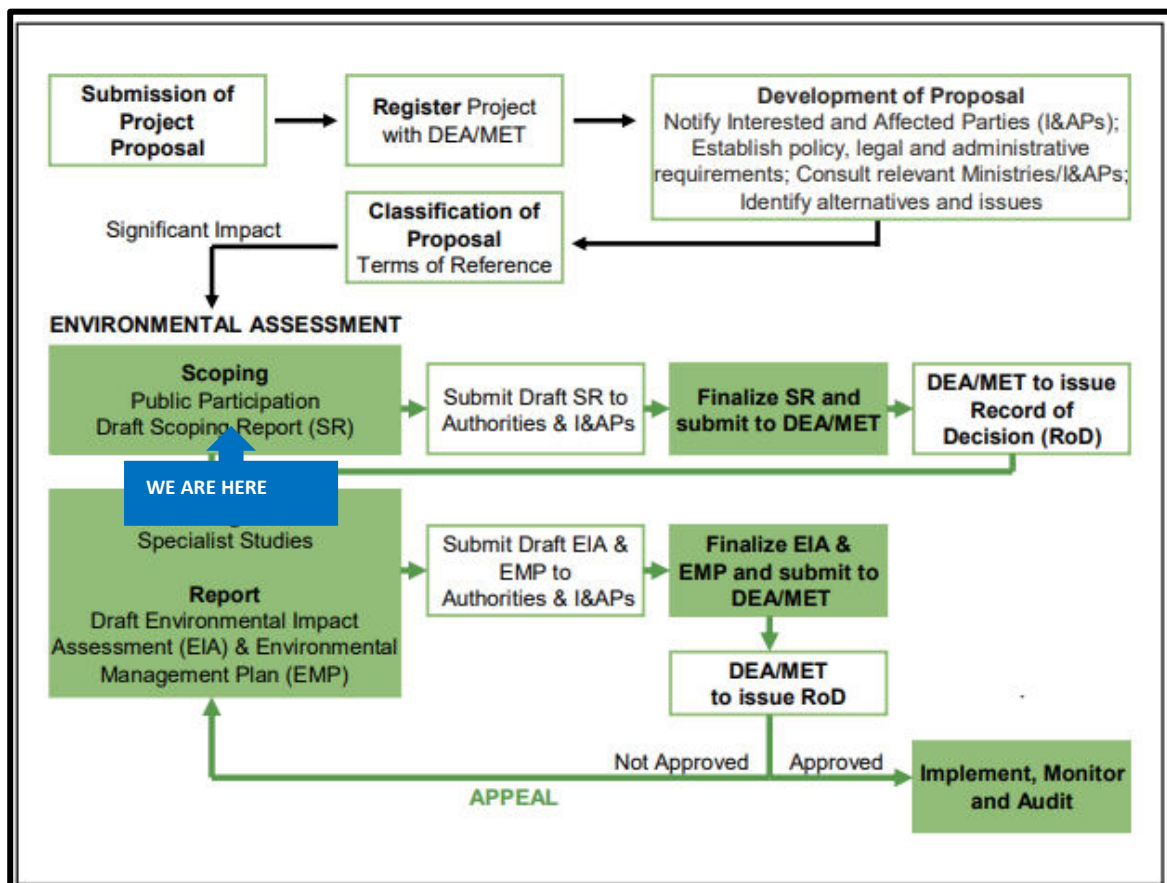 Submission of
Project
Proposal
Register Project
with DEA/MET
Development of Proposal
Notify Interested and Affected Parties (I&APs);
Establish policy, legal and administrative
requirements; Consult relevant Ministries/I&APs;
Identify alternatives and issues
Classification of
Proposal
Terms of Reference
Significant Impact
ENVIRONMENTAL ASSESSMENT
Scoping
Public Participation
Draft Scoping Report (SR)
Submit Draft SR to
Authorities & I&APs
Finalize SR and
submit to DEA/MET
DEA/MET to issue
Record of
Decision (RoD)
WE ARE HERE
Specialist Studies
Report
Draft Environmental Impact
Assessment (EIA) & Environmental
Management Plan (EMP)
Submit Draft EIA &
EMP to
Authorities & I&APs
Finalize EIA &
EMP and submit to
DEA/MET
DEA/MET
to issue RoD
Not Approved
Approved
APPEAL
Implement, Monitor
and Audit